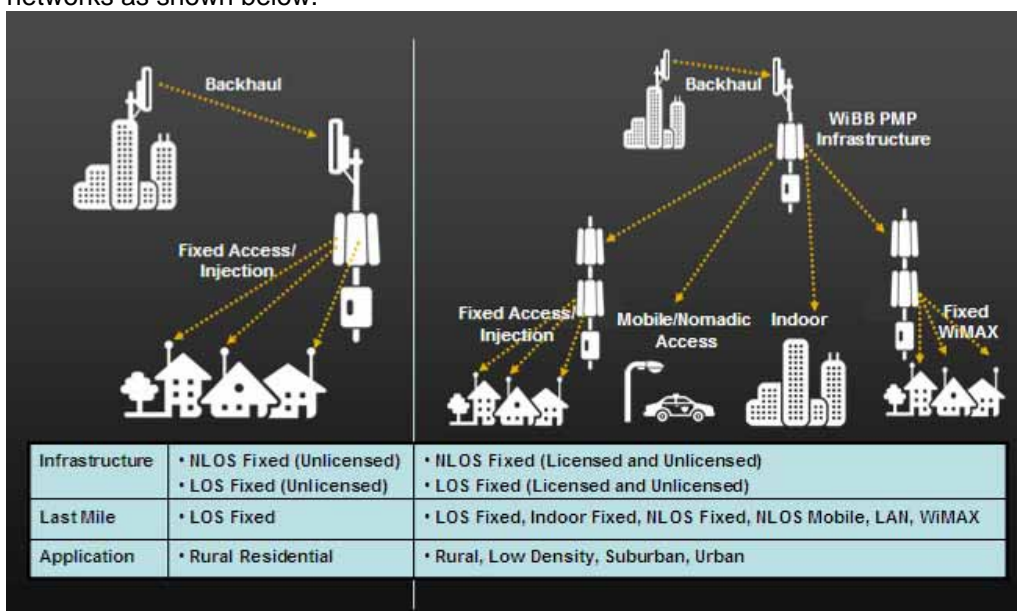 networks as shown below:
Backhaul
Fixed Access/
Injection
Backhaul
WiBB PMP
Infrastructure
Fixed Access/
Injection
Mobile/Nomadic
Access
Indoor
Fixed
WiMAX
Infrastructure
• NLOS Fixed (Unlicensed)
• LOS Fixed (Unlicensed)
• NLOS Fixed (Licensed and Unlicensed)
• LOS Fixed (Licensed and Unlicensed)
Last Mile
• LOS Fixed
• LOS Fixed, Indoor Fixed, NLOS Fixed, NLOS Mobile, LAN, WiMAX
Application
• Rural Residential
• Rural, Low Density, Suburban, Urban